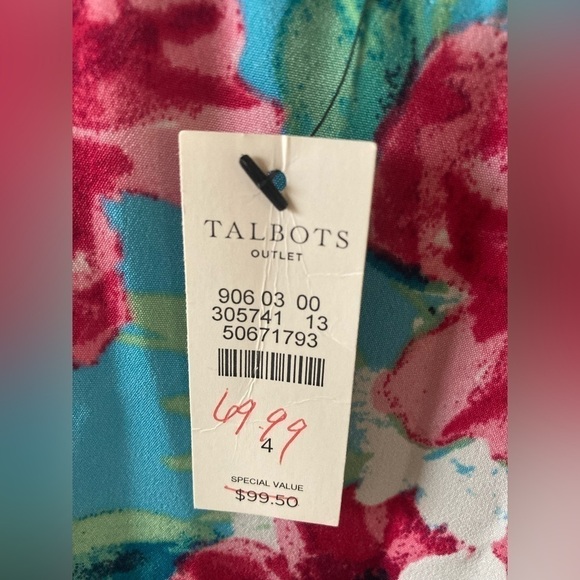 TALBOTS
OUTLET
906 03 00
305741 13
50671793
69.99
4
SPECIAL VALUE
$99.50